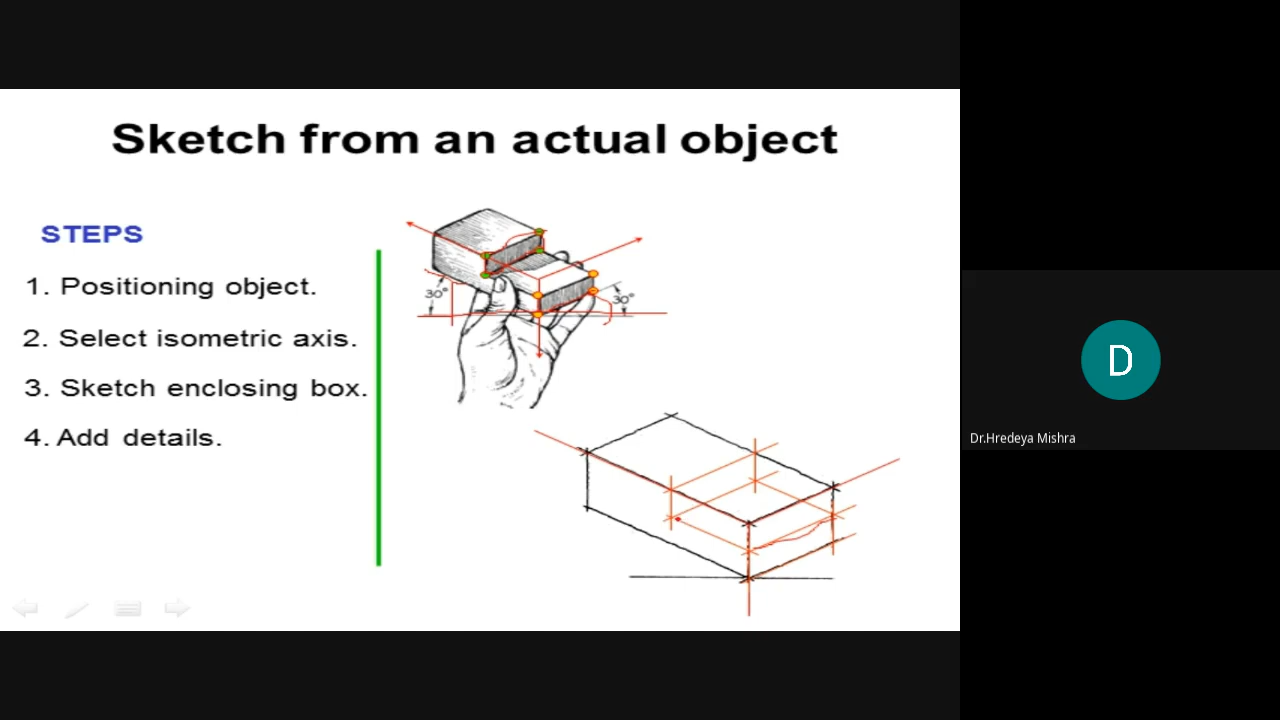 Sketch from an actual object
STEPS
1. Positioning object.
2. Select isometric axis.
3. Sketch enclosing box.
4. Add details.
30°
30°
D
Dr.Hredeya Mishra